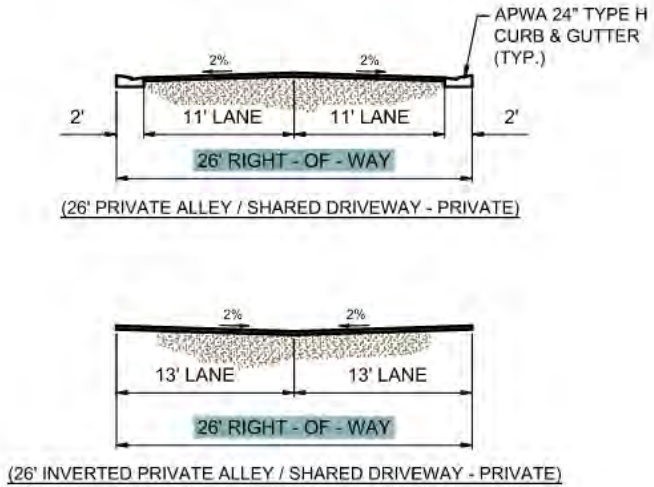 APWA 24" TYPE H
CURB & GUTTER
(TYP.)
2% 2%
2' 11' LANE 11' LANE 2'
26' RIGHT - OF - WAY
(26' PRIVATE ALLEY / SHARED DRIVEWAY - PRIVATE)
2% 2%
13' LANE 13' LANE
26' RIGHT - OF - WAY
(26' INVERTED PRIVATE ALLEY / SHARED DRIVEWAY - PRIVATE)